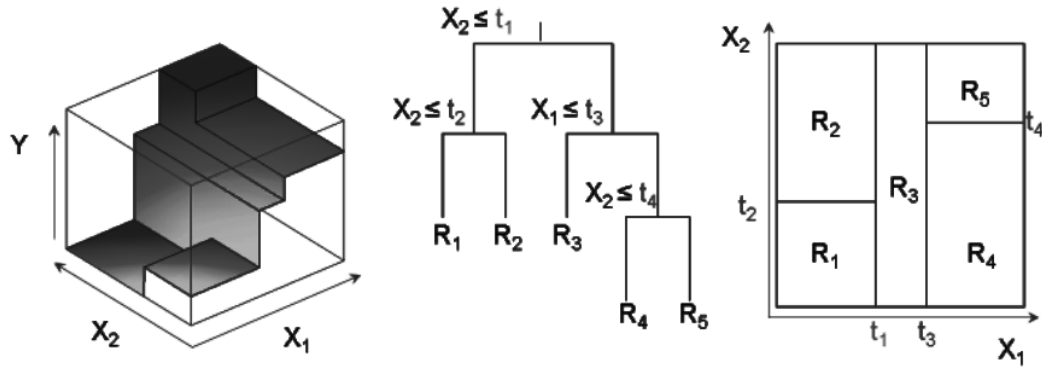 Y
X₂
X₁
X₂ ≤ t₁
X₂ ≤ t₂
X₁ ≤ t₃
X₂ ≤ t₄
R₁
R₂
R₃
R₄
R₅
X₂
R₅
t₄
R₂
R₃
t₂
R₁
R₄
t₁
t₃
X₁